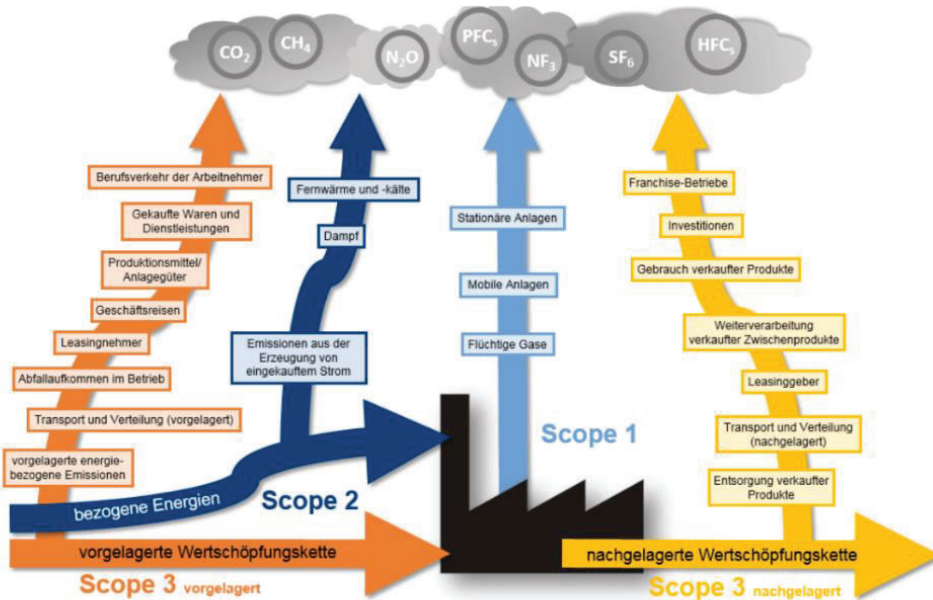 CO₂
CH₄
N₂O
PFCₛ
NF₃
SF₆
HFCₛ
Berufsverkehr der Arbeitnehmer
Gekaufte Waren und
Dienstleistungen
Produktionsmittel/
Anlagegüter
Geschäftsreisen
Leasingnehmer
Abfallaufkommen im Betrieb
Transport und Verteilung (vorgelagert)
vorgelagerte energie-
bezogene Emissionen
Fernwärme und -kälte
Dampf
Emissionen aus der
Erzeugung von
eingekauftem Strom
Stationäre Anlagen
Mobile Anlagen
Flüchtige Gase
Franchise-Betriebe
Investitionen
Gebrauch verkaufter Produkte
Weiterverarbeitung
verkaufter Zwischenprodukte
Leasinggeber
Transport und Verteilung
(nachgelagert)
Entsorgung verkaufter
Produkte
Scope 1
bezogene Energien
Scope 2
vorgelagerte Wertschöpfungskette
nachgelagerte Wertschöpfungskette
Scope 3 vorgelagert
Scope 3 nachgelagert